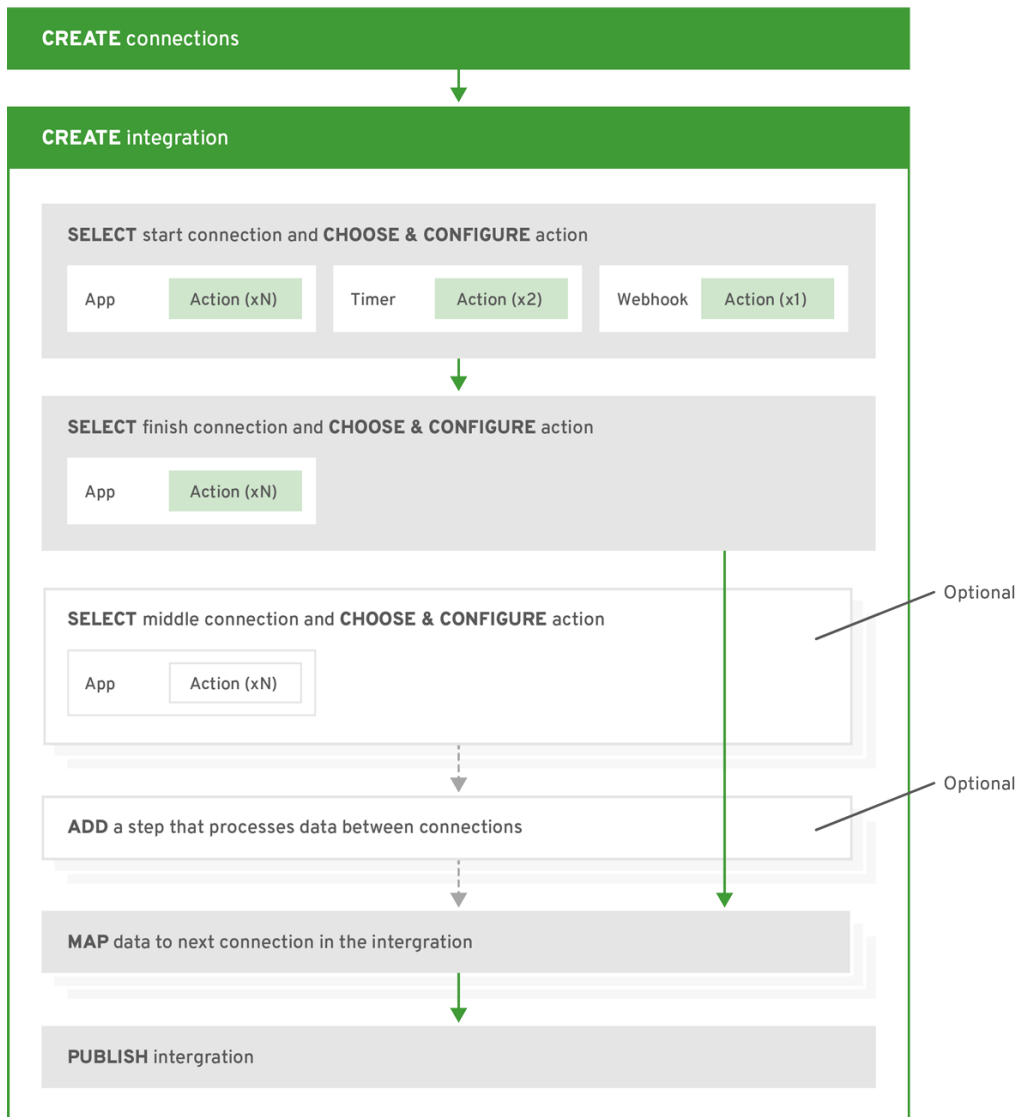 CREATE connections
CREATE integration
SELECT start connection and CHOOSE & CONFIGURE action
App Action (xN) Timer Action (x2) Webhook Action (x1)
SELECT finish connection and CHOOSE & CONFIGURE action
App Action (xN)
Optional
SELECT middle connection and CHOOSE & CONFIGURE action
App Action (xN)
Optional
ADD a step that processes data between connections
MAP data to next connection in the intergration
PUBLISH intergration